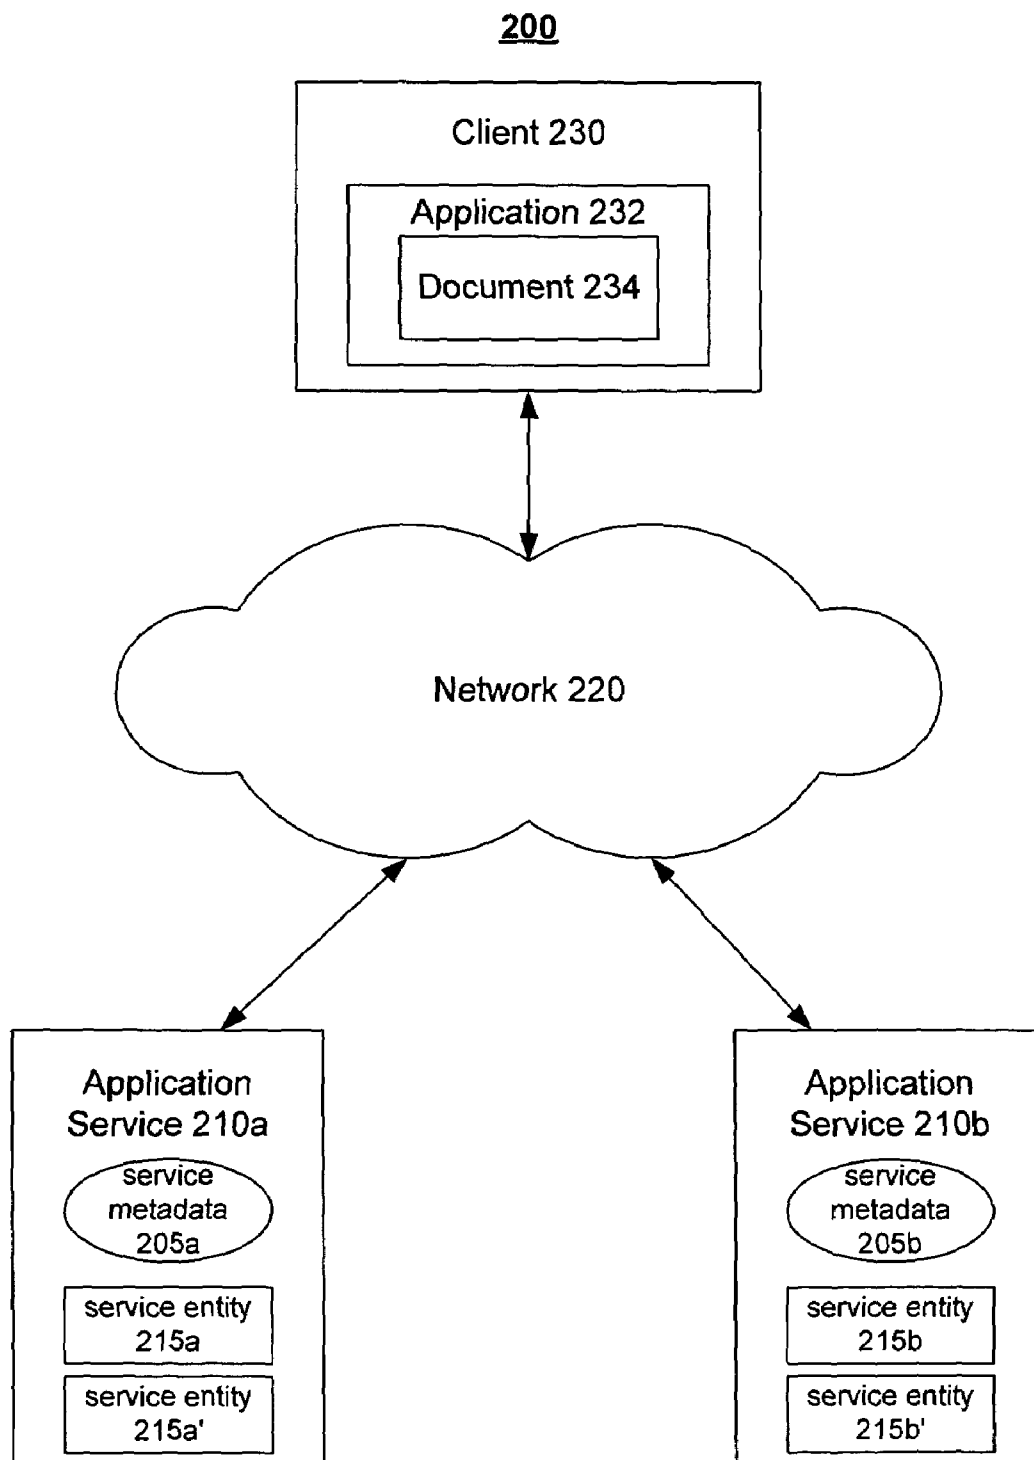 200
Client 230
Application 232
Document 234
Network 220
Application
Service 210a
service
metadata
205a
service entity
215a
service entity
215a'
Application
Service 210b
service
metadata
205b
service entity
215b
service entity
215b'